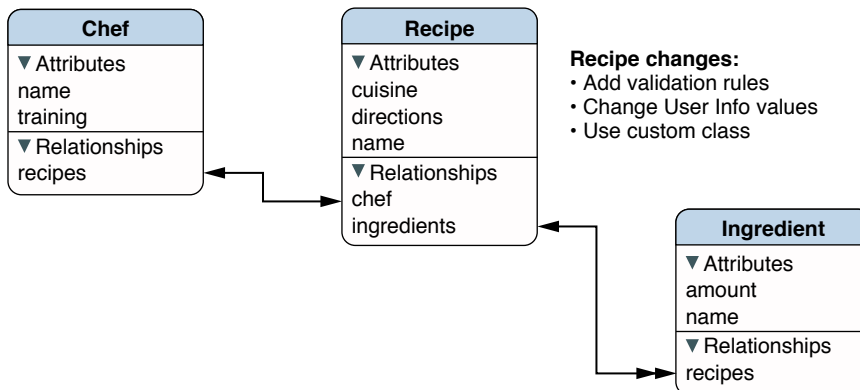 Chef
▼ Attributes
name
training
▼ Relationships
recipes
Recipe
▼ Attributes
cuisine
directions
name
▼ Relationships
chef
ingredients
Recipe changes:
• Add validation rules
• Change User Info values
• Use custom class
Ingredient
▼ Attributes
amount
name
▼ Relationships
recipes